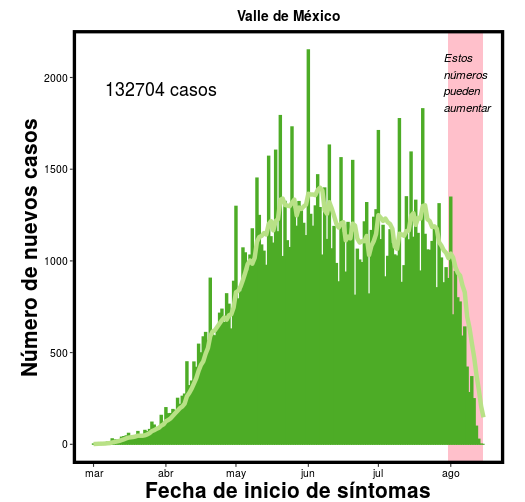 Valle de México
Estos
números
pueden
aumentar
132704 casos
Número de nuevos casos
2000
1500
1000
500
0
mar abr may jun jul ago
Fecha de inicio de síntomas